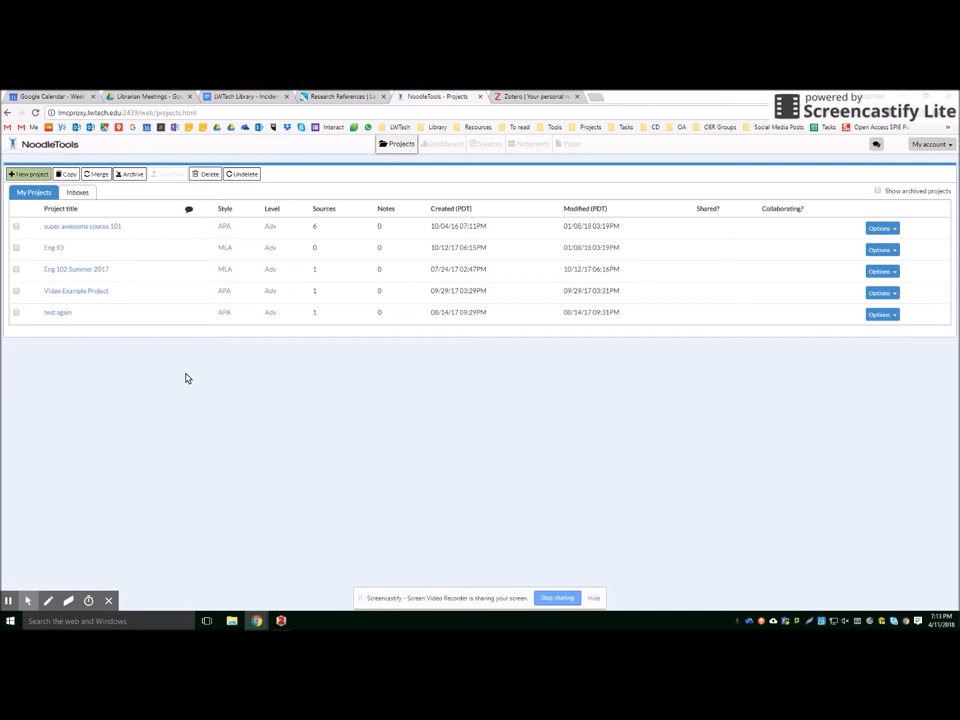 powered by
Screencastify Lite
Google Calendar - Wee
Librarian Meetings - Go
LWTech Library - Incide
Research References | La
NoodleTools - Projects
Zotero | Your personal
lmcproxy.lwtech.edu:2439/web/projects.html
Me
Interact
LWTech
Library
Resources
To read
Tools
Projects
Tasks
CD
OA
OER Groups
Social Media Posts
Tasks
Open Access SPIE P
NoodleTools
Projects
Dashboard
Sources
Notecards
Paper
My account
New project
Copy
Merge
Archive
Delete
Undelete
My Projects
Inboxes
Show archived projects
Project title Style Level Sources Notes Created (PDT) Modified (PDT) Shared? Collaborating?
super awesome course 101 APA Adv 6 0 10/04/16 07:11PM 01/08/18 03:19PM Options
Eng 93 MLA Adv 0 0 10/12/17 06:15PM 01/08/18 03:19PM Options
Eng 102 Summer 2017 MLA Adv 1 0 07/24/17 02:47PM 10/12/17 06:16PM Options
Video Example Project APA Adv 1 0 09/29/17 03:29PM 09/29/17 03:31PM Options
test again APA Adv 1 0 08/14/17 09:29PM 08/14/17 09:31PM Options
Screencastify - Screen Video Recorder is sharing your screen.
Stop sharing
Hide
Search the web and Windows
7:13 PM
4/11/2018